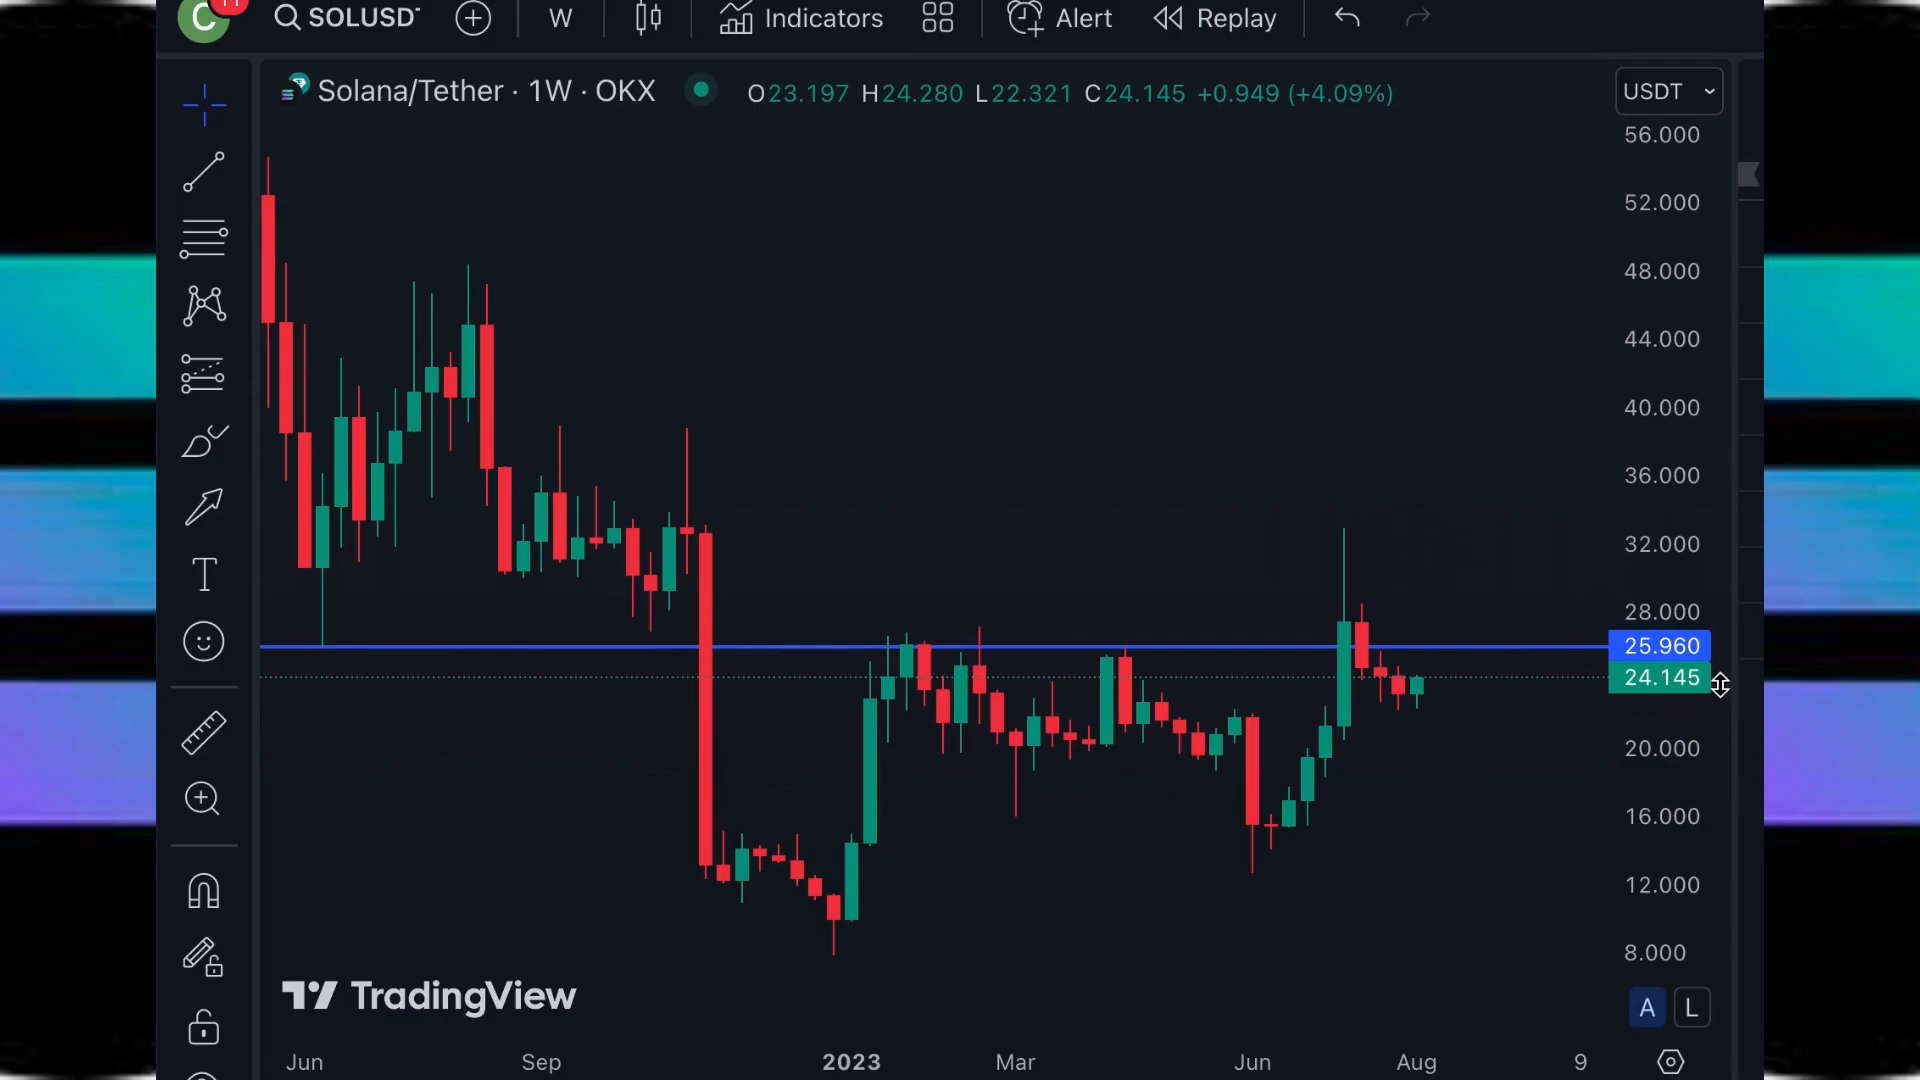 C
SOLUSDT
W
Indicators
Alert
Replay
Solana/Tether · 1W · OKX
O23.197 H24.280 L22.321 C24.145 +0.949 (+4.09%)
USDT
56.000
52.000
48.000
44.000
40.000
36.000
32.000
28.000
25.960
24.145
20.000
16.000
12.000
8.000
TradingView
A
L
Jun
Sep
2023
Mar
Jun
Aug
9